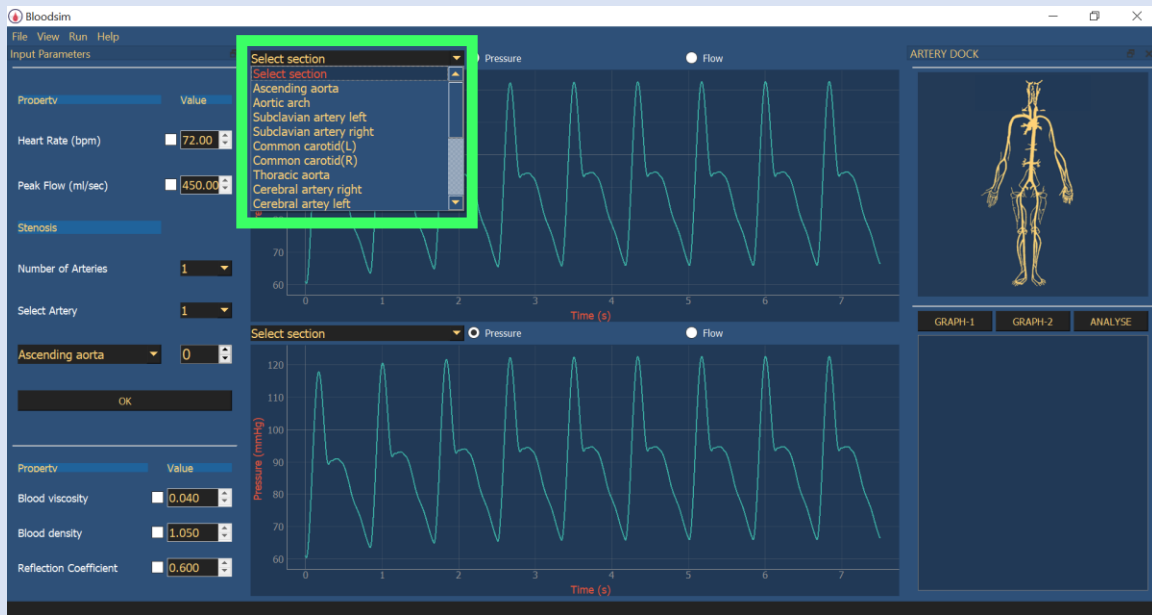 Bloodsim
File View Run Help
Input Parameters
Property Value
Heart Rate (bpm) 72.00
Peak Flow (ml/sec) 450.00
Stenosis
Number of Arteries 1
Select Artery 1
Ascending aorta 0
OK
Property Value
Blood viscosity 0.040
Blood density 1.050
Reflection Coefficient 0.600
Select section
Select section
Ascending aorta
Aortic arch
Subclavian artery left
Subclavian artery right
Common carotid(L)
Common carotid(R)
Thoracic aorta
Cerebral artery right
Cerebral artey left
Pressure Flow
70
60
0 1 2 3 4 5 6 7
Time (s)
Select section Pressure Flow
Pressure (mmHg)
120
110
100
90
80
70
60
0 1 2 3 4 5 6 7
Time (s)
ARTERY DOCK
GRAPH-1 GRAPH-2 ANALYSE